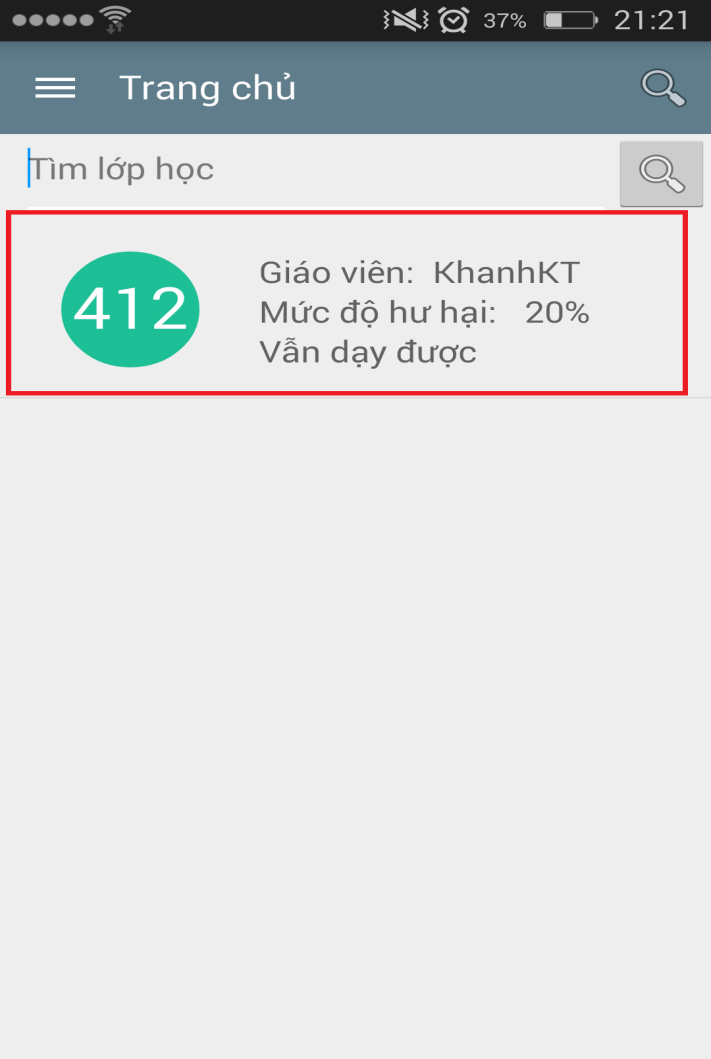 37% 21:21
Trang chủ
Tìm lớp học
412
Giáo viên: KhanhKT
Mức độ hư hại: 20%
Vẫn dạy được